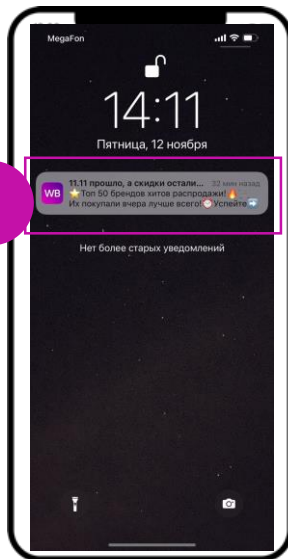 MegaFon
14:11
Пятница, 12 ноября
WB
11.11 прошло, а скидки остали... 32 мин назад
⭐Топ 50 брендов хитов распродажи!🔥
Их покупали вчера лучше всего!⏰Успейте➡️
Нет более старых уведомлений